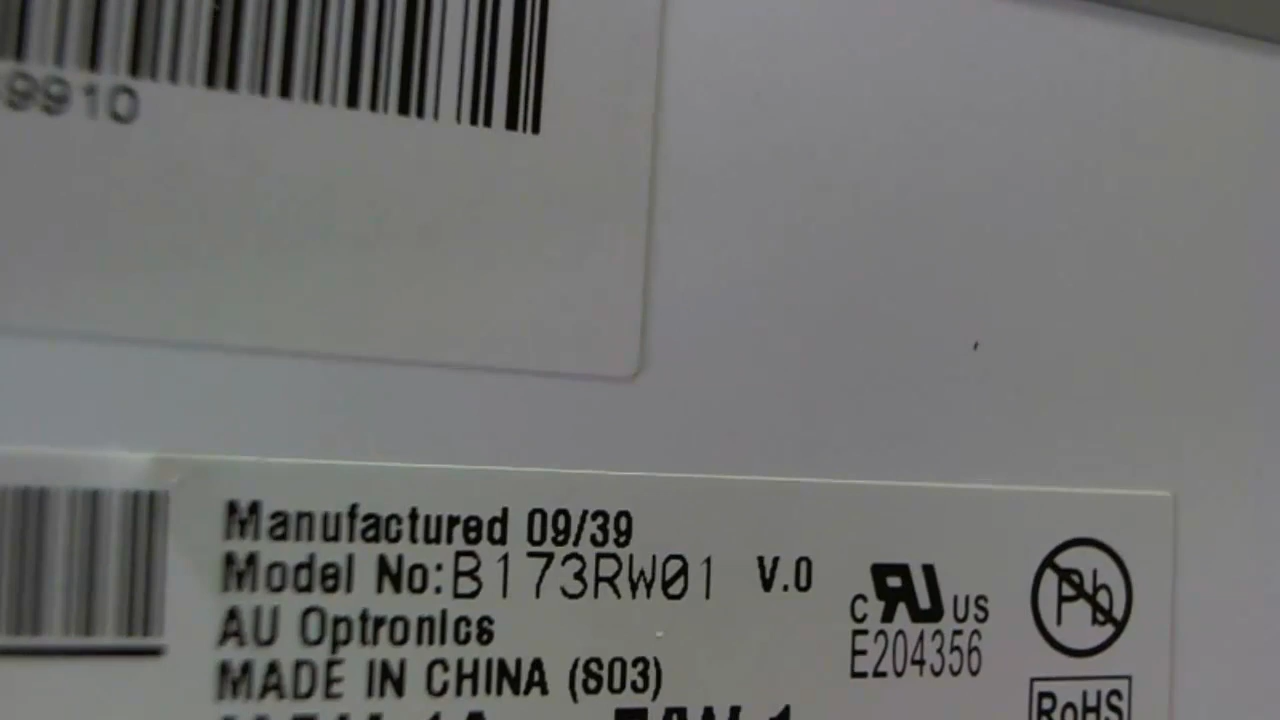 9910
Manufactured 09/39
Model No: B173RW01 V.0
AU Optronics
MADE IN CHINA (S03)
C US
E204356
Pb
RoHS